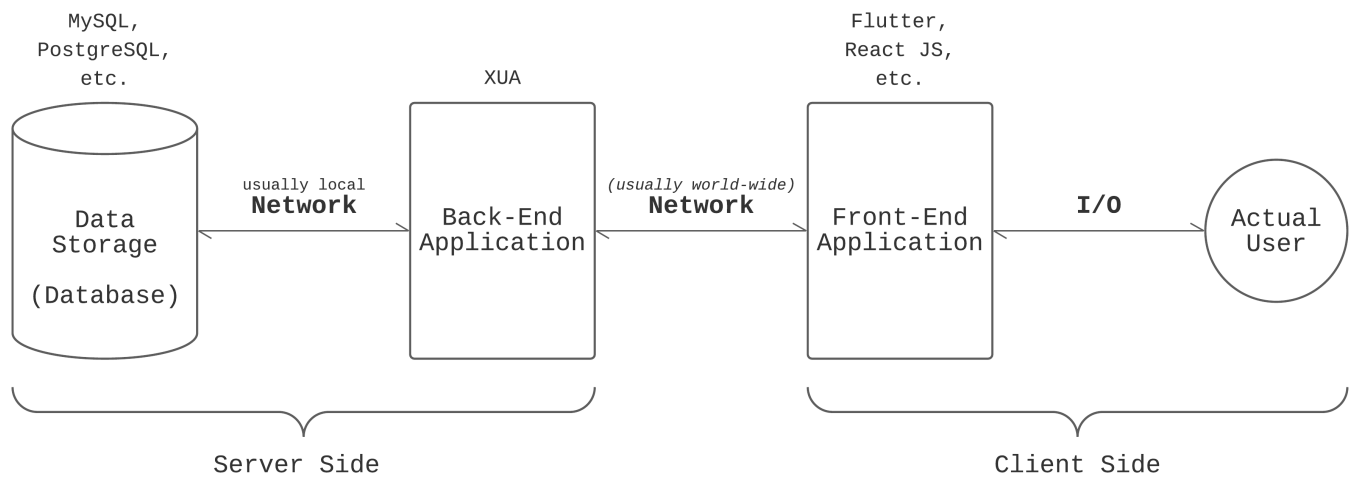 MySQL,
PostgreSQL,
etc.
XUA
Flutter,
React JS,
etc.
Data
Storage
(Database)
usually local
Network
Back-End
Application
(usually world-wide)
Network
Front-End
Application
I/O
Actual
User
Server Side
Client Side